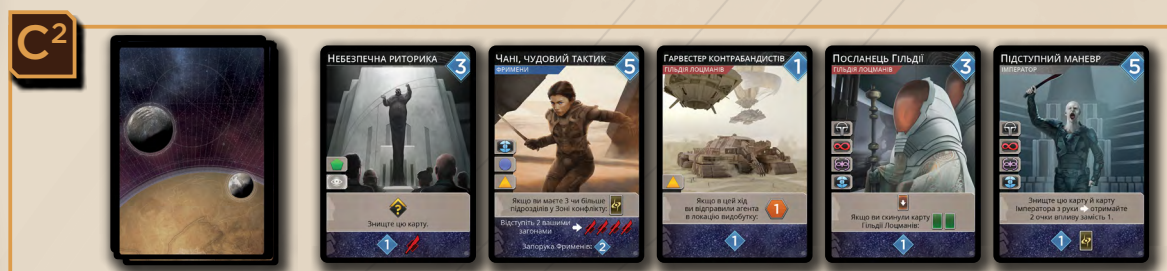 C²
НЕБЕЗПЕЧНА РИТОРИКА
3
Знищте цю карту.
1
ЧАНІ, ЧУДОВИЙ ТАКТИК
5
ФРИМЕНИ
Якщо ви маєте 3 чи більше
підрозділів у Зоні конфлікту:
Відступіть 2 вашими
загонами
Запорука Фрименів: 2
ГАРВЕСТЕР КОНТРАБАНДИСТІВ
1
ГІЛЬДІЯ ЛОЦМАНІВ
Якщо в цей хід
ви відправили агента
в локацію видобутку: 1
1
ПОСЛАНЕЦЬ ГІЛЬДІЇ
3
ГІЛЬДІЯ ЛОЦМАНІВ
Якщо ви скинули карту
Гільдії Лоцманів:
1
ПІДСТУПНИЙ МАНЕВР
5
ІМПЕРАТОР
Знищте цю карту й карту
Імператора з руки отримайте
2 очки впливу замість 1.
1